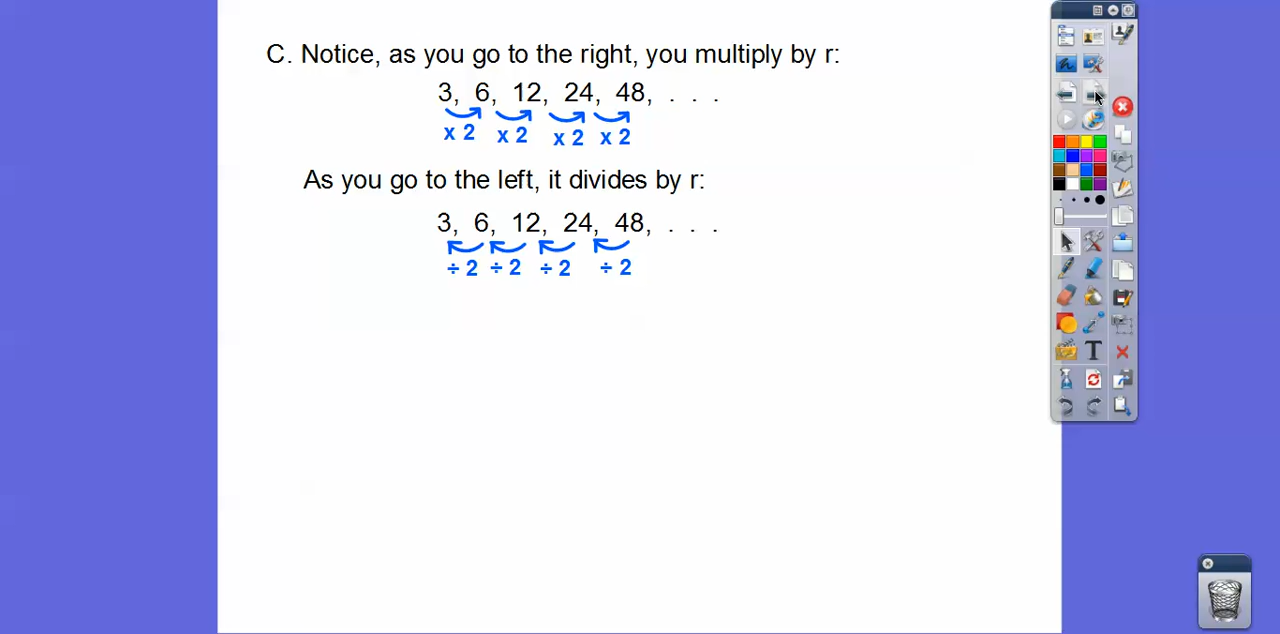 C. Notice, as you go to the right, you multiply by r:
3, 6, 12, 24, 48, . . .
x 2 x 2 x 2 x 2
As you go to the left, it divides by r:
3, 6, 12, 24, 48, . . .
÷ 2 ÷ 2 ÷ 2 ÷ 2
T